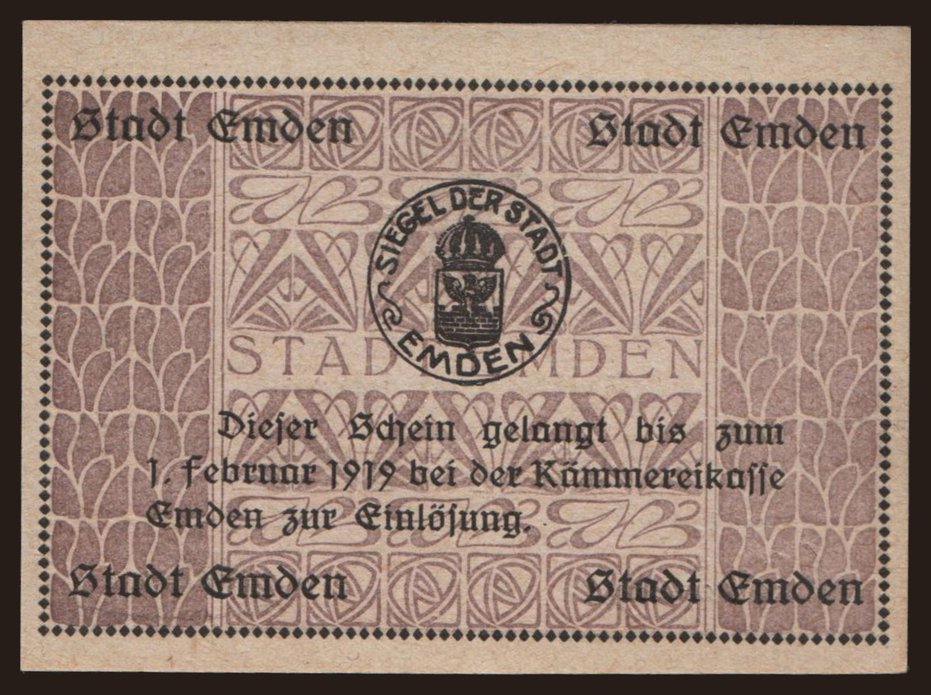 Stadt Emden Stadt Emden
SIEGEL DER STADT
EMDEN
STADT EMDEN
Dieser Schein gelangt bis zum
1. Februar 1919 bei der Kämmereikasse
Emden zur Einlösung.
Stadt Emden Stadt Emden